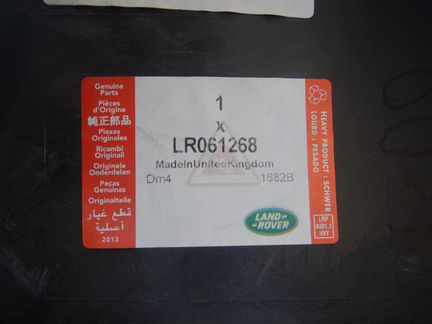 Genuine
Parts
Pièces
d'Origine
純正部品
Piezas
Originales
Ricambi
Originali
Originele
Onderdelen
Peças
Genuinas
Originalteile
قطع غيار
أصلية
2013
1
x
LR061268
MadeInUnitedKingdom
Dm4
1682B
LAND-
-ROVER
HEAVY PRODUCT : SCHWER
LOURD : PESADO
LRP
4001.1
HVY